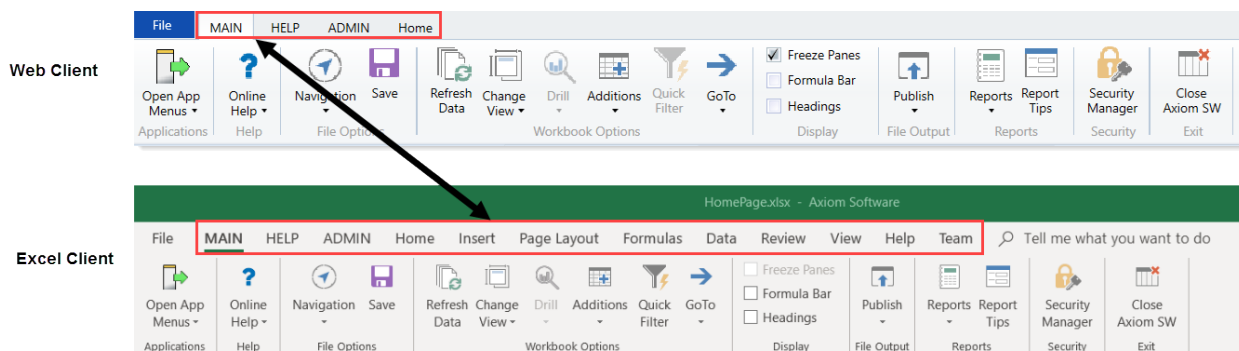 File MAIN HELP ADMIN Home
Web Client
Open App Menus Online Help Navigation Save Refresh Data Change View Drill Additions Quick Filter GoTo Freeze Panes Formula Bar Headings Publish Reports Report Tips Security Manager Close Axiom SW
Applications Help File Options Workbook Options Display File Output Reports Security Exit
HomePage.xlsx - Axiom Software
File MAIN HELP ADMIN Home Insert Page Layout Formulas Data Review View Help Team Tell me what you want to do
Excel Client
Open App Menus Online Help Navigation Save Refresh Data Change View Drill Additions Quick Filter GoTo Freeze Panes Formula Bar Headings Publish Reports Report Tips Security Manager Close Axiom SW
Applications Help File Options Workbook Options Display File Output Reports Security Exit